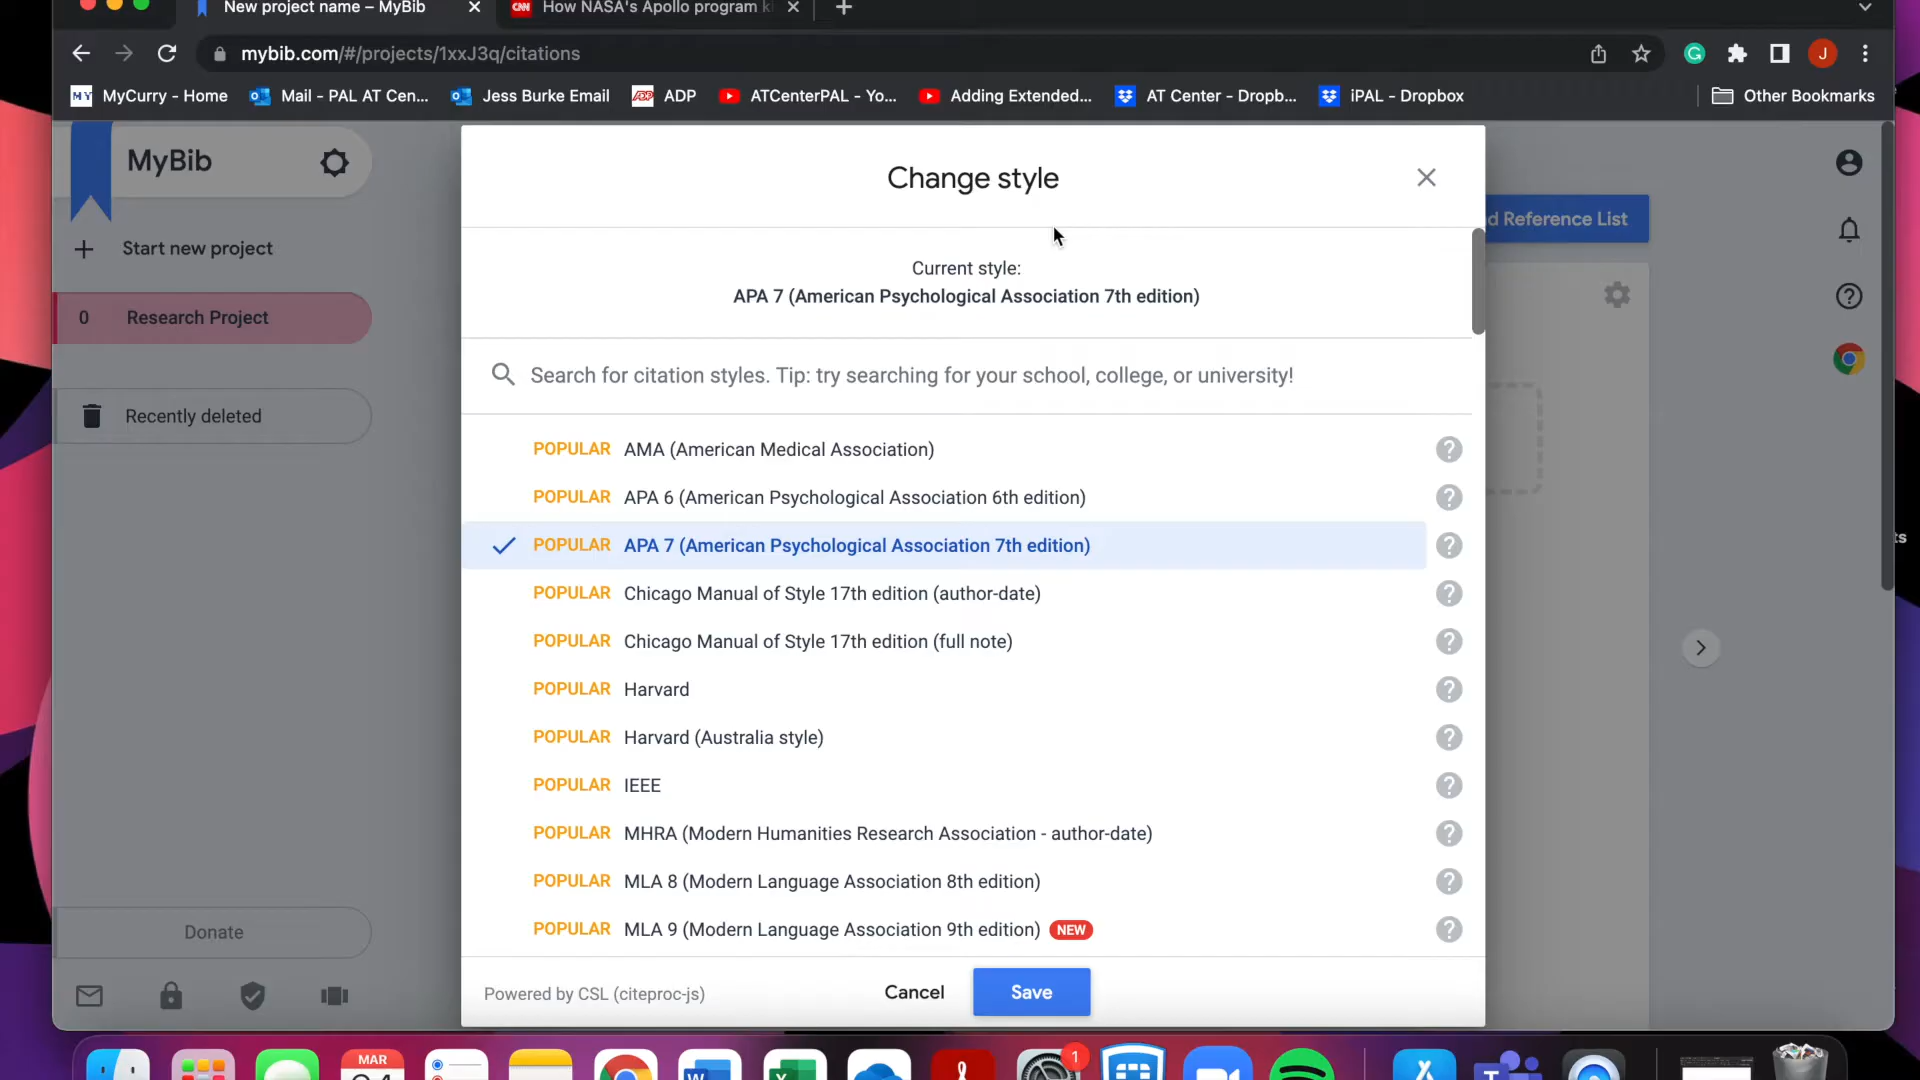 New project name – MyBib
CNN
How NASA's Apollo program k
mybib.com/#/projects/1xxJ3q/citations
J
MY MyCurry - Home
Mail - PAL AT Cen...
Jess Burke Email
ADP
ATCenterPAL - Yo...
Adding Extended...
AT Center - Dropb...
iPAL - Dropbox
Other Bookmarks
MyBib
Start new project
0 Research Project
Recently deleted
Donate
d Reference List
Change style
Current style:
APA 7 (American Psychological Association 7th edition)
Search for citation styles. Tip: try searching for your school, college, or university!
POPULAR AMA (American Medical Association)
POPULAR APA 6 (American Psychological Association 6th edition)
POPULAR APA 7 (American Psychological Association 7th edition)
POPULAR Chicago Manual of Style 17th edition (author-date)
POPULAR Chicago Manual of Style 17th edition (full note)
POPULAR Harvard
POPULAR Harvard (Australia style)
POPULAR IEEE
POPULAR MHRA (Modern Humanities Research Association - author-date)
POPULAR MLA 8 (Modern Language Association 8th edition)
POPULAR MLA 9 (Modern Language Association 9th edition) NEW
Powered by CSL (citeproc-js)
Cancel
Save
ts
MAR
1